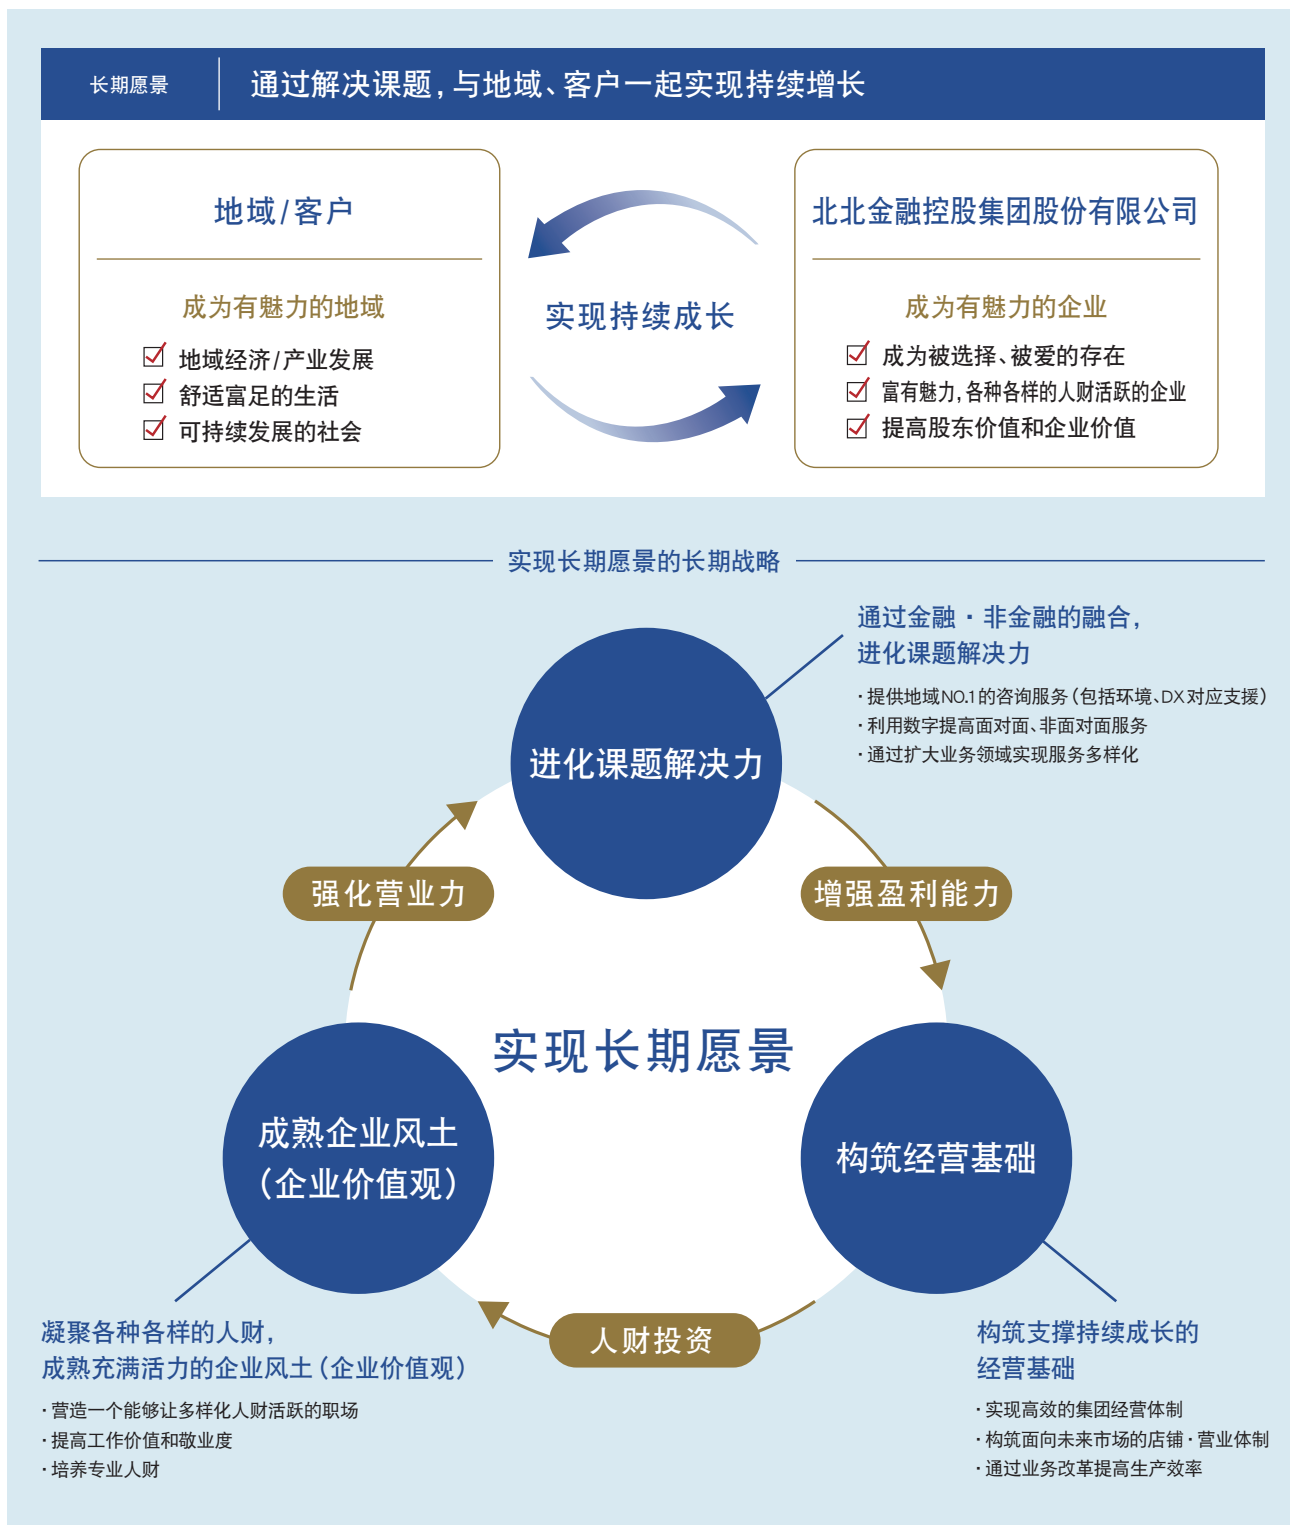 长期愿景
通过解决课题，与地域、客户一起实现持续增长
地域/客户
成为有魅力的地域
地域经济/产业发展
舒适富足的生活
可持续发展的社会
实现持续成长
北北金融控股集团股份有限公司
成为有魅力的企业
成为被选择、被爱的存在
富有魅力，各种各样的人财活跃的企业
提高股东价值和企业价值
实现长期愿景的长期战略
通过金融・非金融的融合，
进化课题解决力
・提供地域NO.1的咨询服务（包括环境、DX对应支援）
・利用数字提高面对面、非面对面服务
・通过扩大业务领域实现服务多样化
进化课题解决力
强化营业力
增强盈利能力
实现长期愿景
成熟企业风土
（企业价值观）
构筑经营基础
人财投资
凝聚各种各样的人财，
成熟充满活力的企业风土（企业价值观）
・营造一个能够让多样化人财活跃的职场
・提高工作价值和敬业度
・培养专业人财
构筑支撑持续成长的
经营基础
・实现高效的集团经营体制
・构筑面向未来市场的店铺・营业体制
・通过业务改革提高生产效率